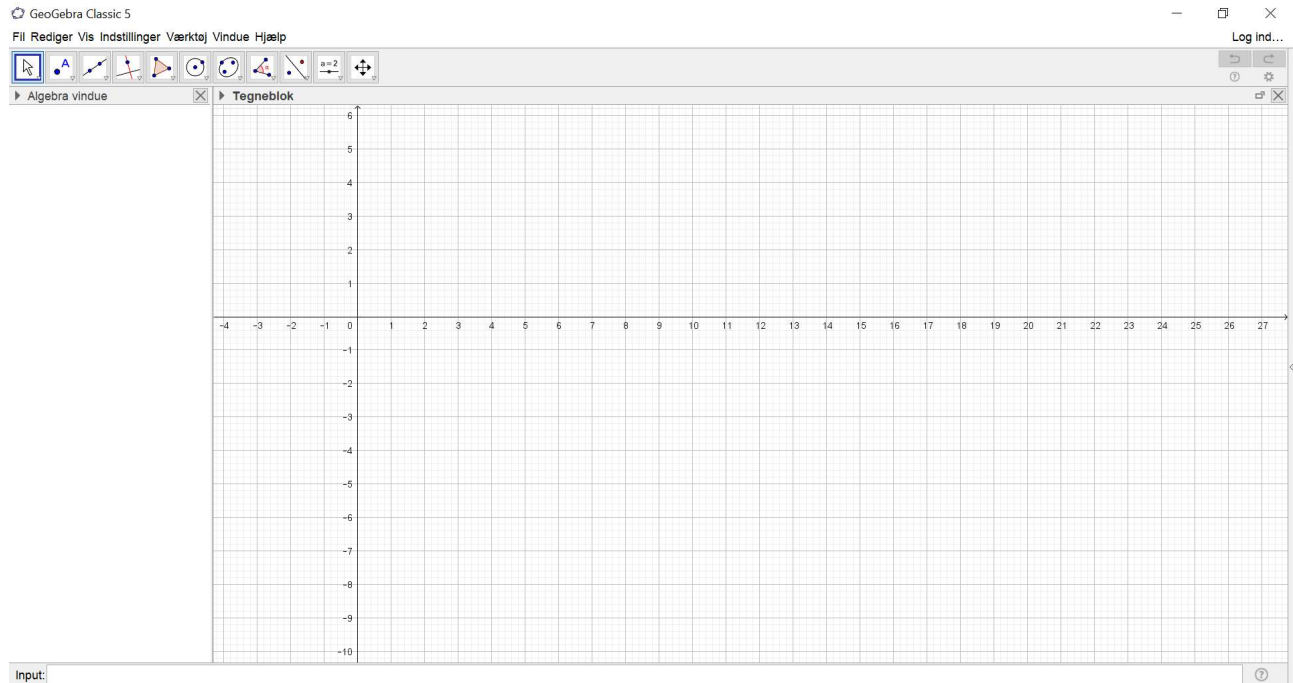 GeoGebra Classic 5
Fil Rediger Vis Indstillinger Værktøj Vindue Hjælp
Log ind...
A
a=2
Algebra vindue
Tegneblok
6
5
4
3
2
1
-4 -3 -2 -1 0 1 2 3 4 5 6 7 8 9 10 11 12 13 14 15 16 17 18 19 20 21 22 23 24 25 26 27
-1
-2
-3
-4
-5
-6
-7
-8
-9
-10
Input: